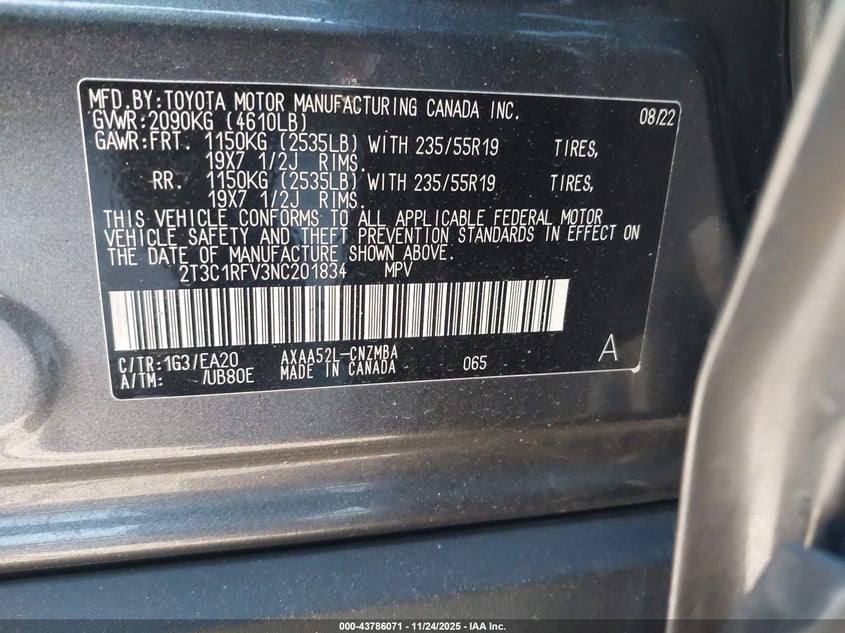 MFD.BY:TOYOTA MOTOR MANUFACTURING CANADA INC. 08/22
GVWR:2090KG (4610LB)
GAWR:FRT. 1150KG (2535LB) WITH 235/55R19 TIRES,
19X7 1/2J RIMS.
RR. 1150KG (2535LB) WITH 235/55R19 TIRES,
19X7 1/2J RIMS.
THIS VEHICLE CONFORMS TO ALL APPLICABLE FEDERAL MOTOR
VEHICLE SAFETY AND THEFT PREVENTION STANDARDS IN EFFECT ON
THE DATE OF MANUFACTURE SHOWN ABOVE.
2T3C1RFV3NC201834 MPV
C/TR:1G3/EA20 AXAA52L-CNZMBA 065 A
A/TM: /UB80E MADE IN CANADA
000-43786071 - 11/24/2025 - IAA Inc.